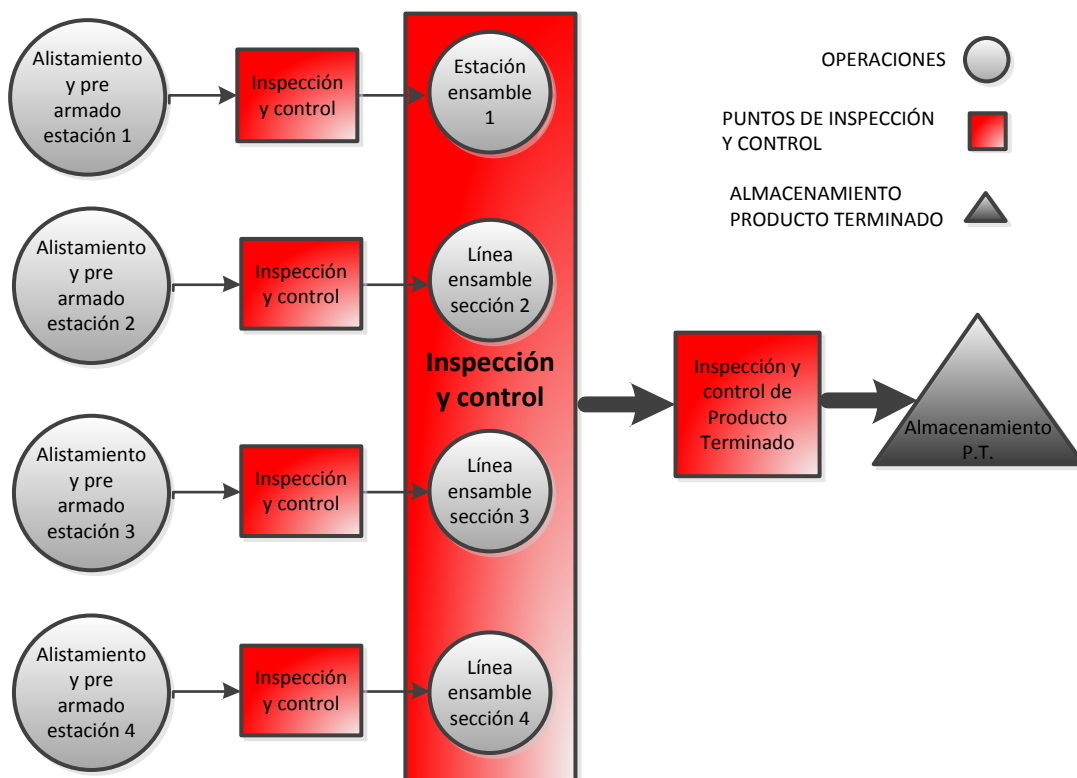 Alistamiento
y pre
armado
estación 1
Inspección
y control
Estación
ensamble
1
OPERACIONES
PUNTOS DE INSPECCIÓN
Y CONTROL
ALMACENAMIENTO
PRODUCTO TERMINADO
Alistamiento
y pre
armado
estación 2
Inspección
y control
Línea
ensamble
sección 2
Inspección
y control
Inspección y
control de
Producto
Terminado
Almacenamiento
P.T.
Alistamiento
y pre
armado
estación 3
Inspección
y control
Línea
ensamble
sección 3
Alistamiento
y pre
armado
estación 4
Inspección
y control
Línea
ensamble
sección 4